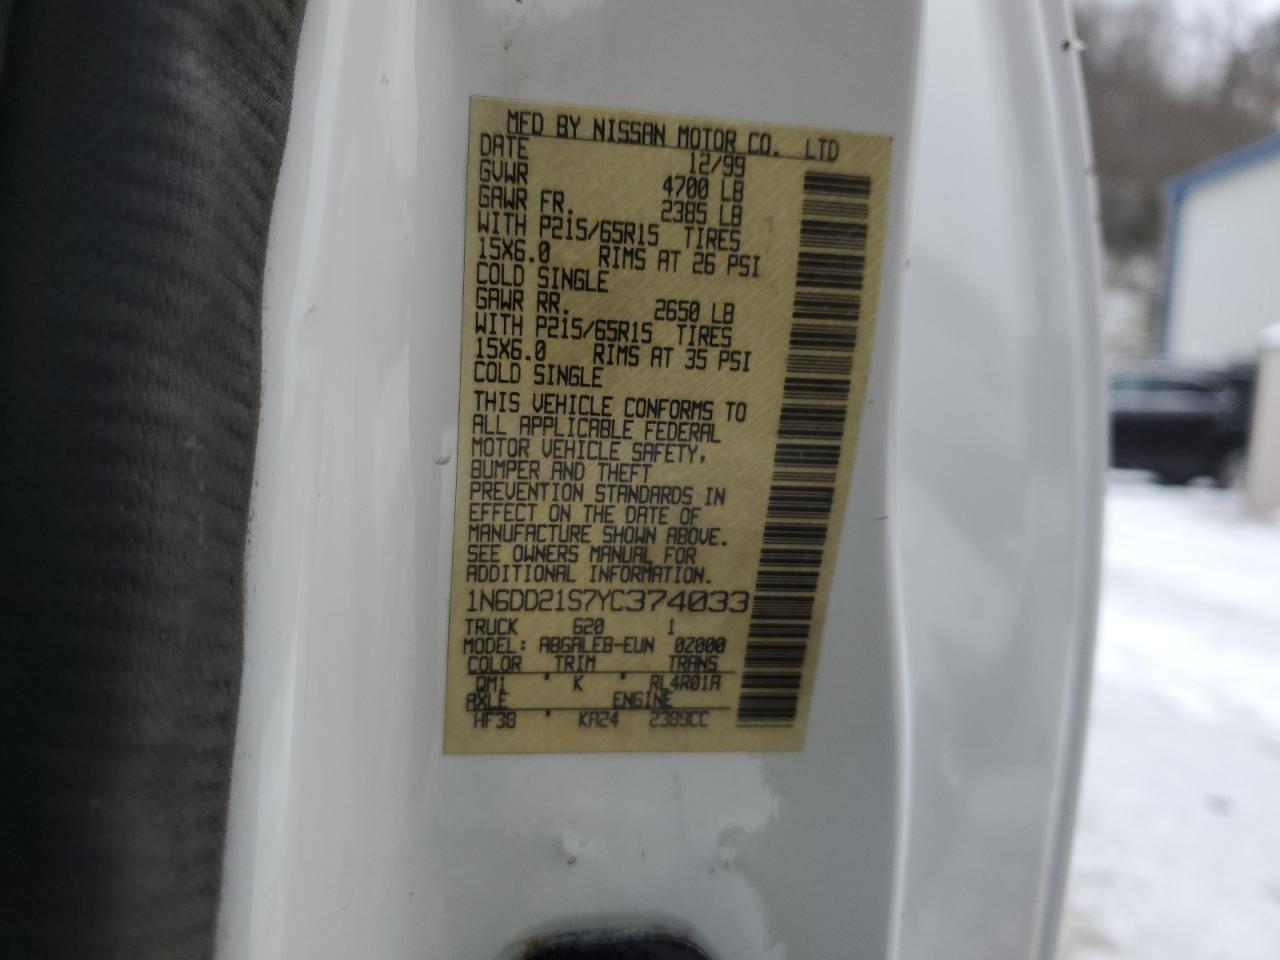 MFD BY NISSAN MOTOR CO. LTD
DATE 12/99
GVWR 4700 LB
GAWR FR. 2385 LB
WITH P215/65R15 TIRES
15X6.0 RIMS AT 26 PSI
COLD SINGLE
GAWR RR. 2650 LB
WITH P215/65R15 TIRES
15X6.0 RIMS AT 35 PSI
COLD SINGLE
THIS VEHICLE CONFORMS TO
ALL APPLICABLE FEDERAL
MOTOR VEHICLE SAFETY,
BUMPER AND THEFT
PREVENTION STANDARDS IN
EFFECT ON THE DATE OF
MANUFACTURE SHOWN ABOVE.
SEE OWNERS MANUAL FOR
ADDITIONAL INFORMATION.
1N6DD21S7YC374033
TRUCK 620 1
MODEL: ABGALEB-EUN 0Z000
COLOR TRIM TRANS
QM1 ' K ' RL4R01A
AXLE ENGINE
HF38 ' KA24 2389CC